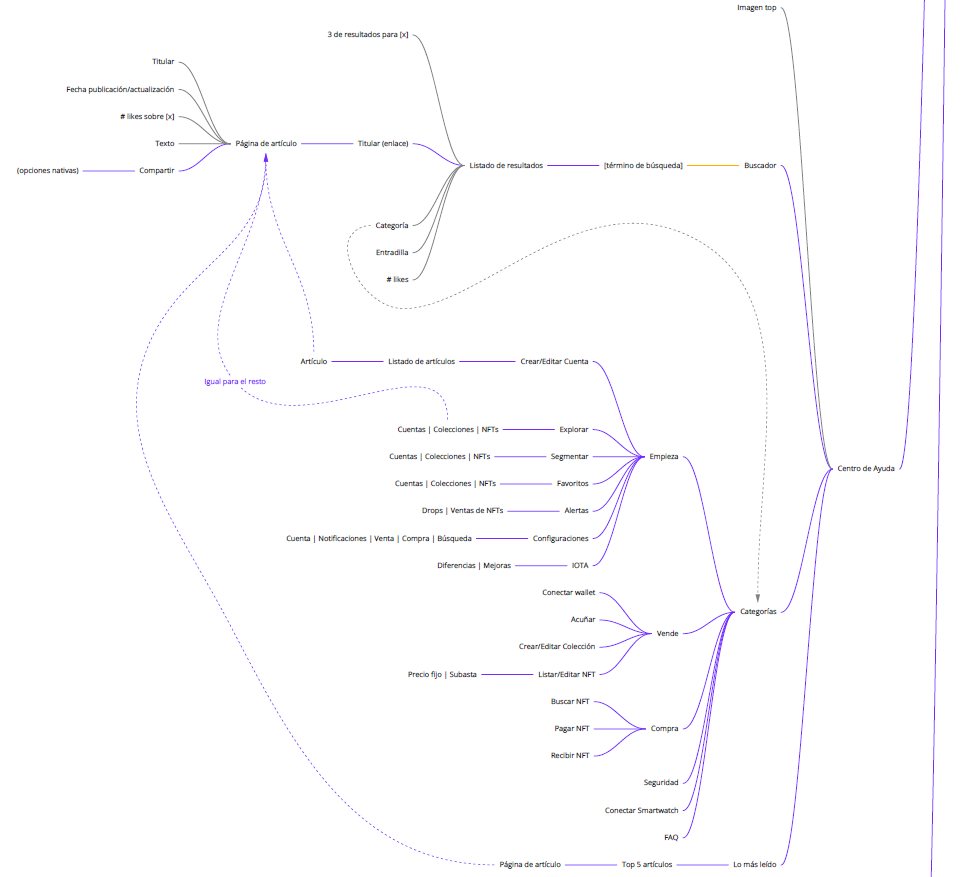 Imagen top
3 de resultados para [x]
Titular
Fecha publicación/actualización
# likes sobre [x]
Texto
Página de artículo
Titular (enlace)
(opciones nativas)
Compartir
Listado de resultados
[término de búsqueda]
Buscador
Categoría
Entradilla
# likes
Artículo
Listado de artículos
Crear/Editar Cuenta
Igual para el resto
Cuentas | Colecciones | NFTs
Explorar
Cuentas | Colecciones | NFTs
Segmentar
Empieza
Centro de Ayuda
Cuentas | Colecciones | NFTs
Favoritos
Drops | Ventas de NFTs
Alertas
Cuenta | Notificaciones | Venta | Compra | Búsqueda
Configuraciones
Diferencias | Mejoras
IOTA
Conectar wallet
Categorías
Acuñar
Vende
Crear/Editar Colección
Precio fijo | Subasta
Listar/Editar NFT
Buscar NFT
Pagar NFT
Compra
Recibir NFT
Seguridad
Conectar Smartwatch
FAQ
Página de artículo
Top 5 artículos
Lo más leído